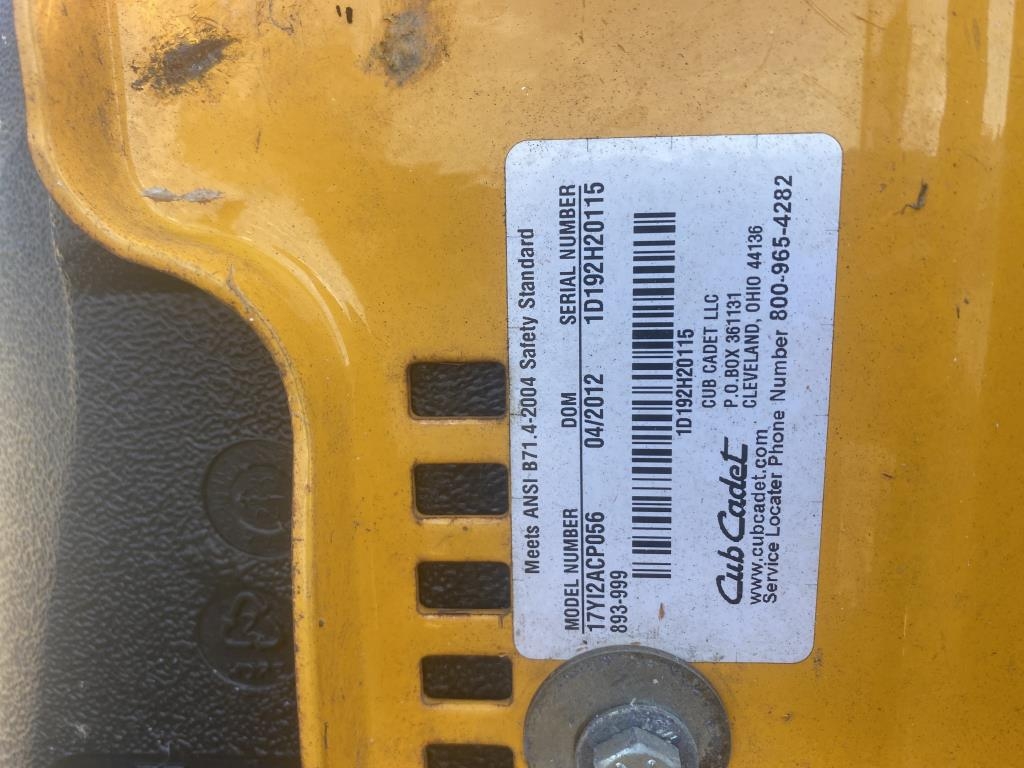 Meets ANSI B71.4-2004 Safety Standard
MODEL NUMBER DOM SERIAL NUMBER
17YI2ACP056 04/2012 1D192H20115
893-999
1D192H20115
Cub Cadet
CUB CADET LLC
P.O.BOX 361131
CLEVELAND, OHIO 44136
www.cubcadet.com
Service Locater Phone Number 800-965-4282